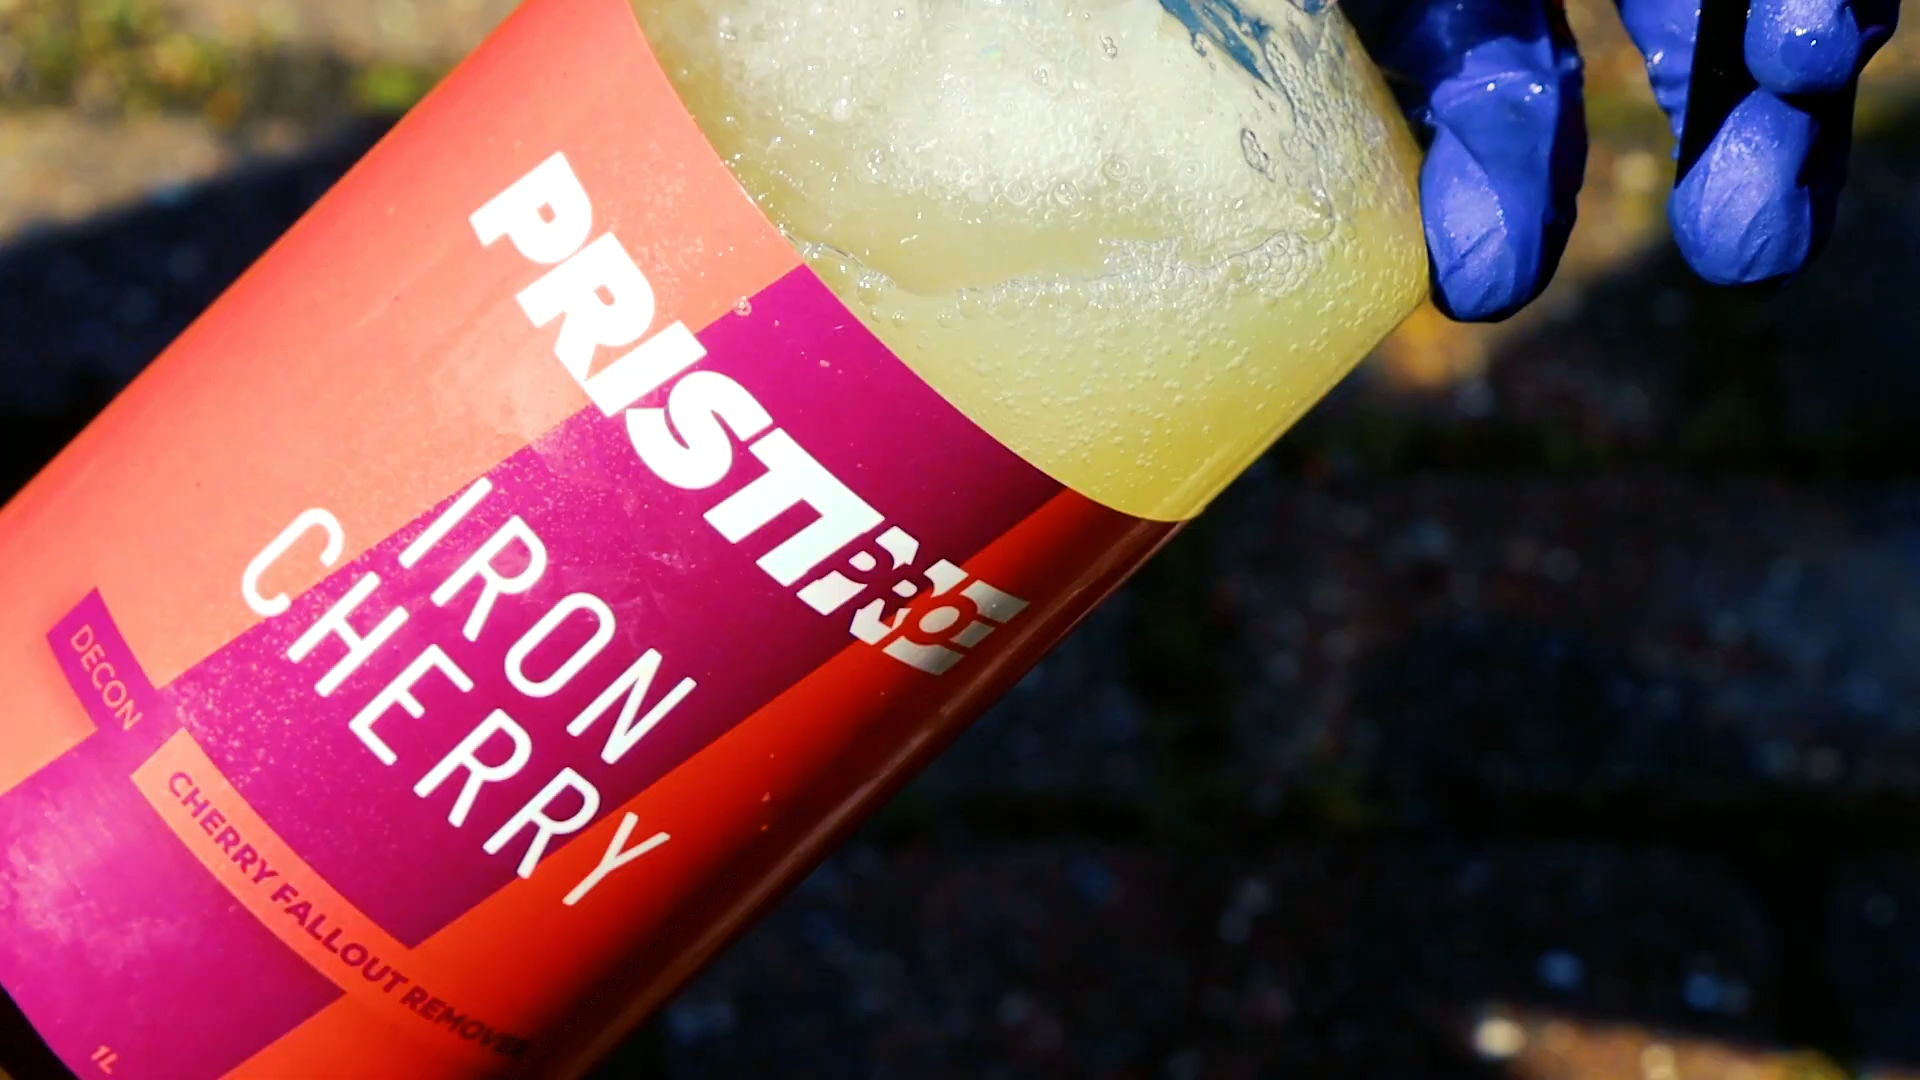 PRISTINE
PRO
IRON
CHERRY
DECON
CHERRY FALLOUT REMOVER
1L